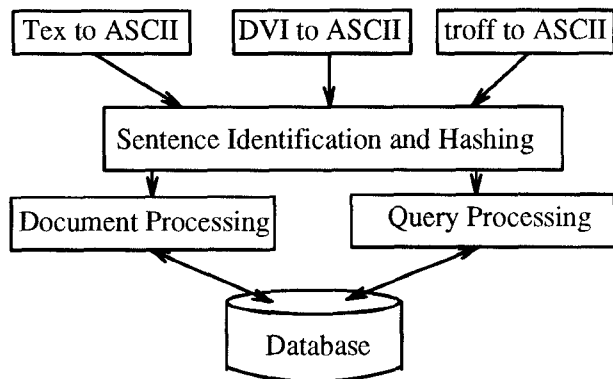 Tex to ASCII
DVI to ASCII
troff to ASCII
Sentence Identification and Hashing
Document Processing
Query Processing
Database